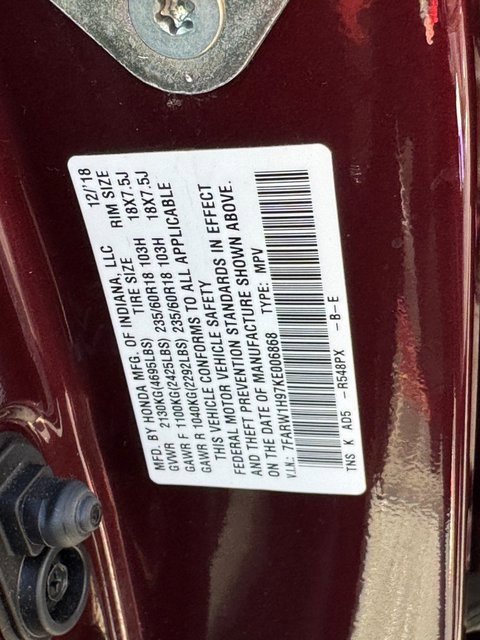 MFD. BY HONDA MFG. OF INDIANA, LLC 12/'18
TIRE SIZE RIM SIZE
GVWR 2130KG(4695LBS)
GAWR F 1100KG(2425LBS) 235/60R18 103H 18X7.5J
GAWR R 1040KG(2292LBS) 235/60R18 103H 18X7.5J
THIS VEHICLE CONFORMS TO ALL APPLICABLE
FEDERAL MOTOR VEHICLE SAFETY
AND THEFT PREVENTION STANDARDS IN EFFECT
ON THE DATE OF MANUFACTURE SHOWN ABOVE.
V.I.N.: 7FARW1H97KE006868 TYPE: MPV
TNS K AD5 -R548PX -B-E